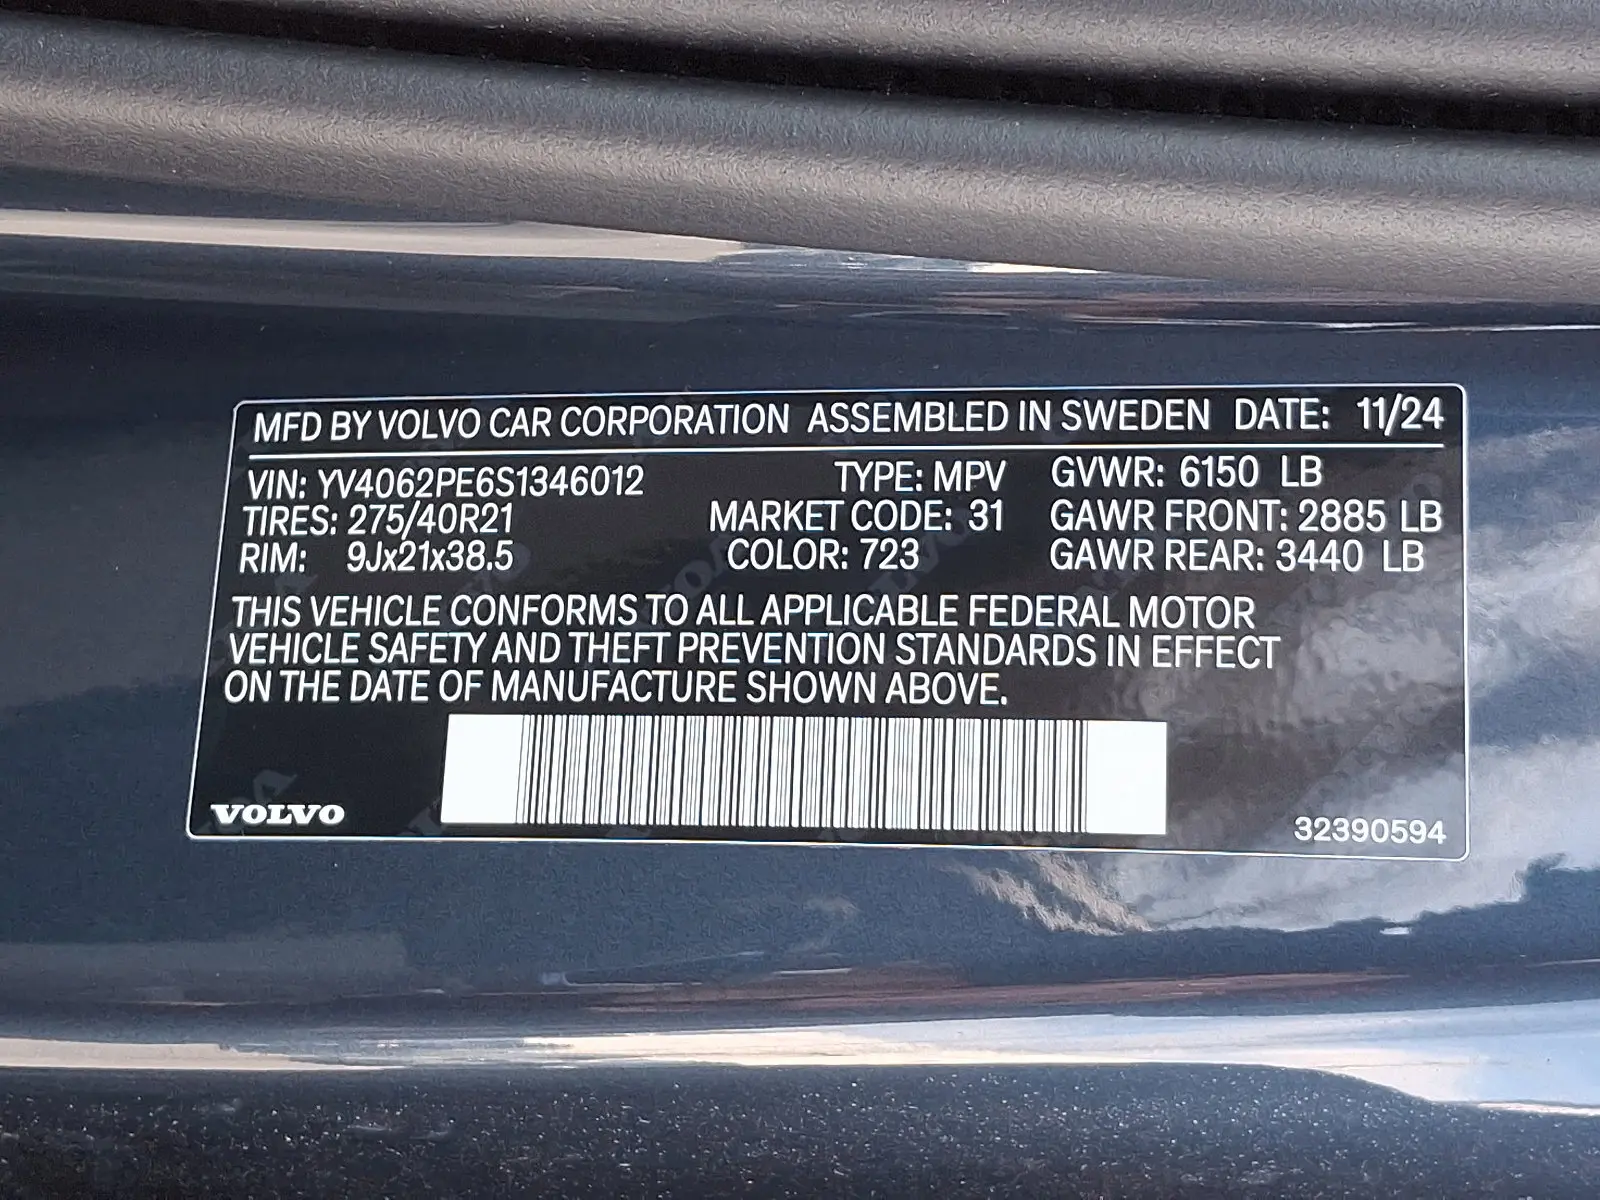 MFD BY VOLVO CAR CORPORATION ASSEMBLED IN SWEDEN DATE: 11/24
VIN: YV4062PE6S1346012 TYPE: MPV GVWR: 6150 LB
TIRES: 275/40R21 MARKET CODE: 31 GAWR FRONT: 2885 LB
RIM: 9Jx21x38.5 COLOR: 723 GAWR REAR: 3440 LB
THIS VEHICLE CONFORMS TO ALL APPLICABLE FEDERAL MOTOR
VEHICLE SAFETY AND THEFT PREVENTION STANDARDS IN EFFECT
ON THE DATE OF MANUFACTURE SHOWN ABOVE.
VOLVO 32390594